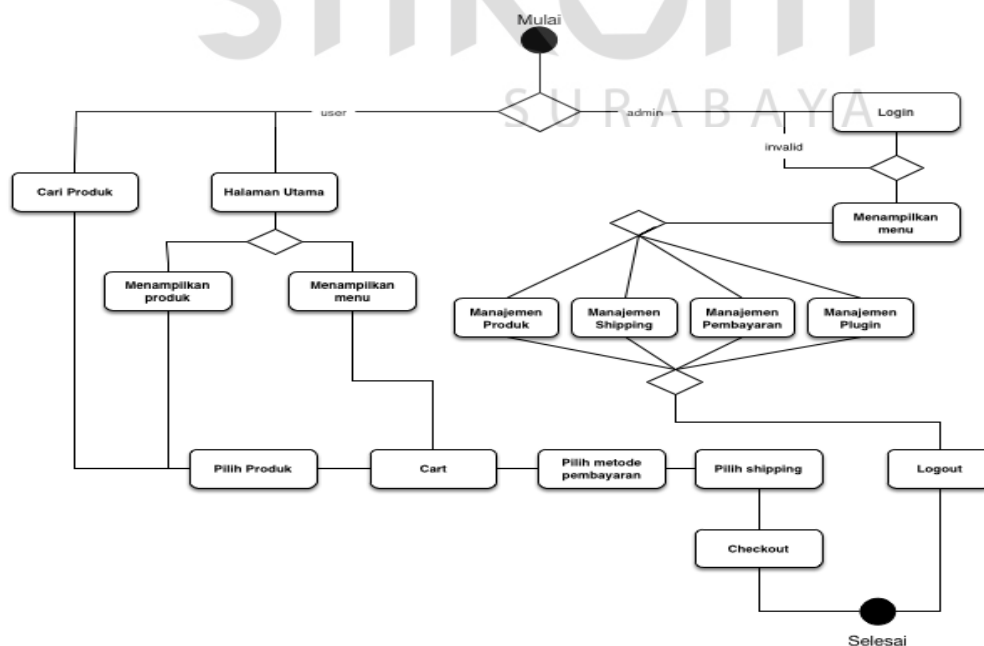 Mulai
SURABAYA
user
admin
Login
invalid
Cari Produk
Halaman Utama
Menampilkan
menu
Menampilkan
produk
Menampilkan
menu
Manajemen
Produk
Manajemen
Shipping
Manajemen
Pembayaran
Manajemen
Plugin
Pilih Produk
Cart
Pilih metode
pembayaran
Pilih shipping
Logout
Checkout
Selesai